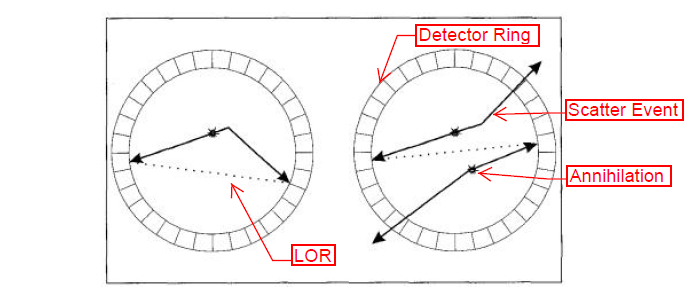 Detector Ring
Scatter Event
Annihilation
LOR